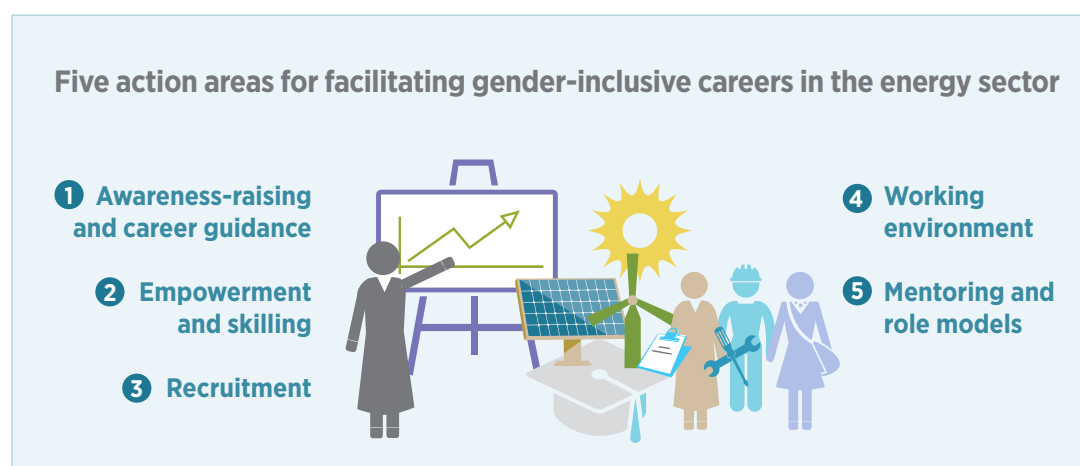 Five action areas for facilitating gender-inclusive careers in the energy sector
1 Awareness-raising
and career guidance
2 Empowerment
and skilling
3 Recruitment
4 Working
environment
5 Mentoring and
role models